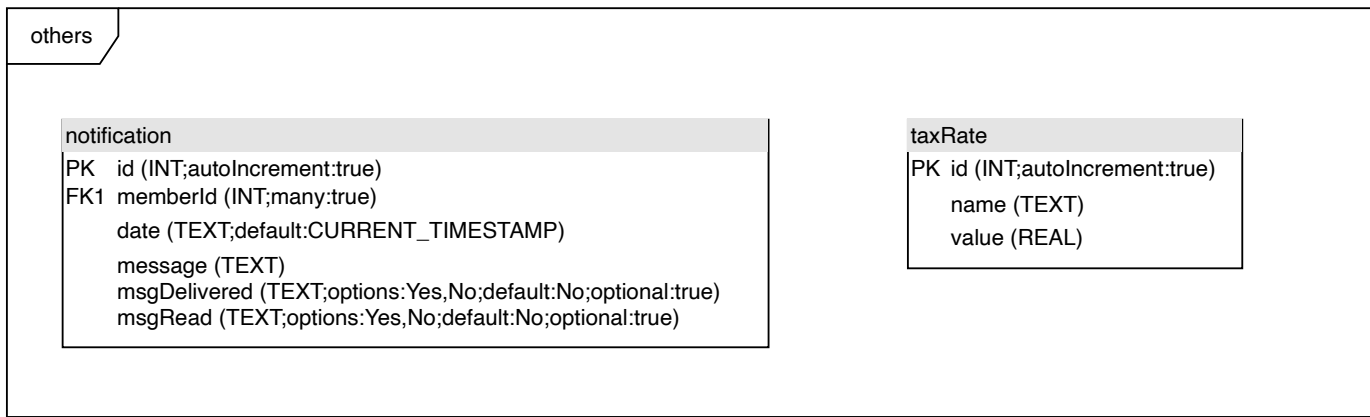 others
notification
PK id (INT;autoIncrement:true)
FK1 memberId (INT;many:true)
date (TEXT;default:CURRENT_TIMESTAMP)
message (TEXT)
msgDelivered (TEXT;options:Yes,No;default:No;optional:true)
msgRead (TEXT;options:Yes,No;default:No;optional:true)
taxRate
PK id (INT;autoIncrement:true)
name (TEXT)
value (REAL)